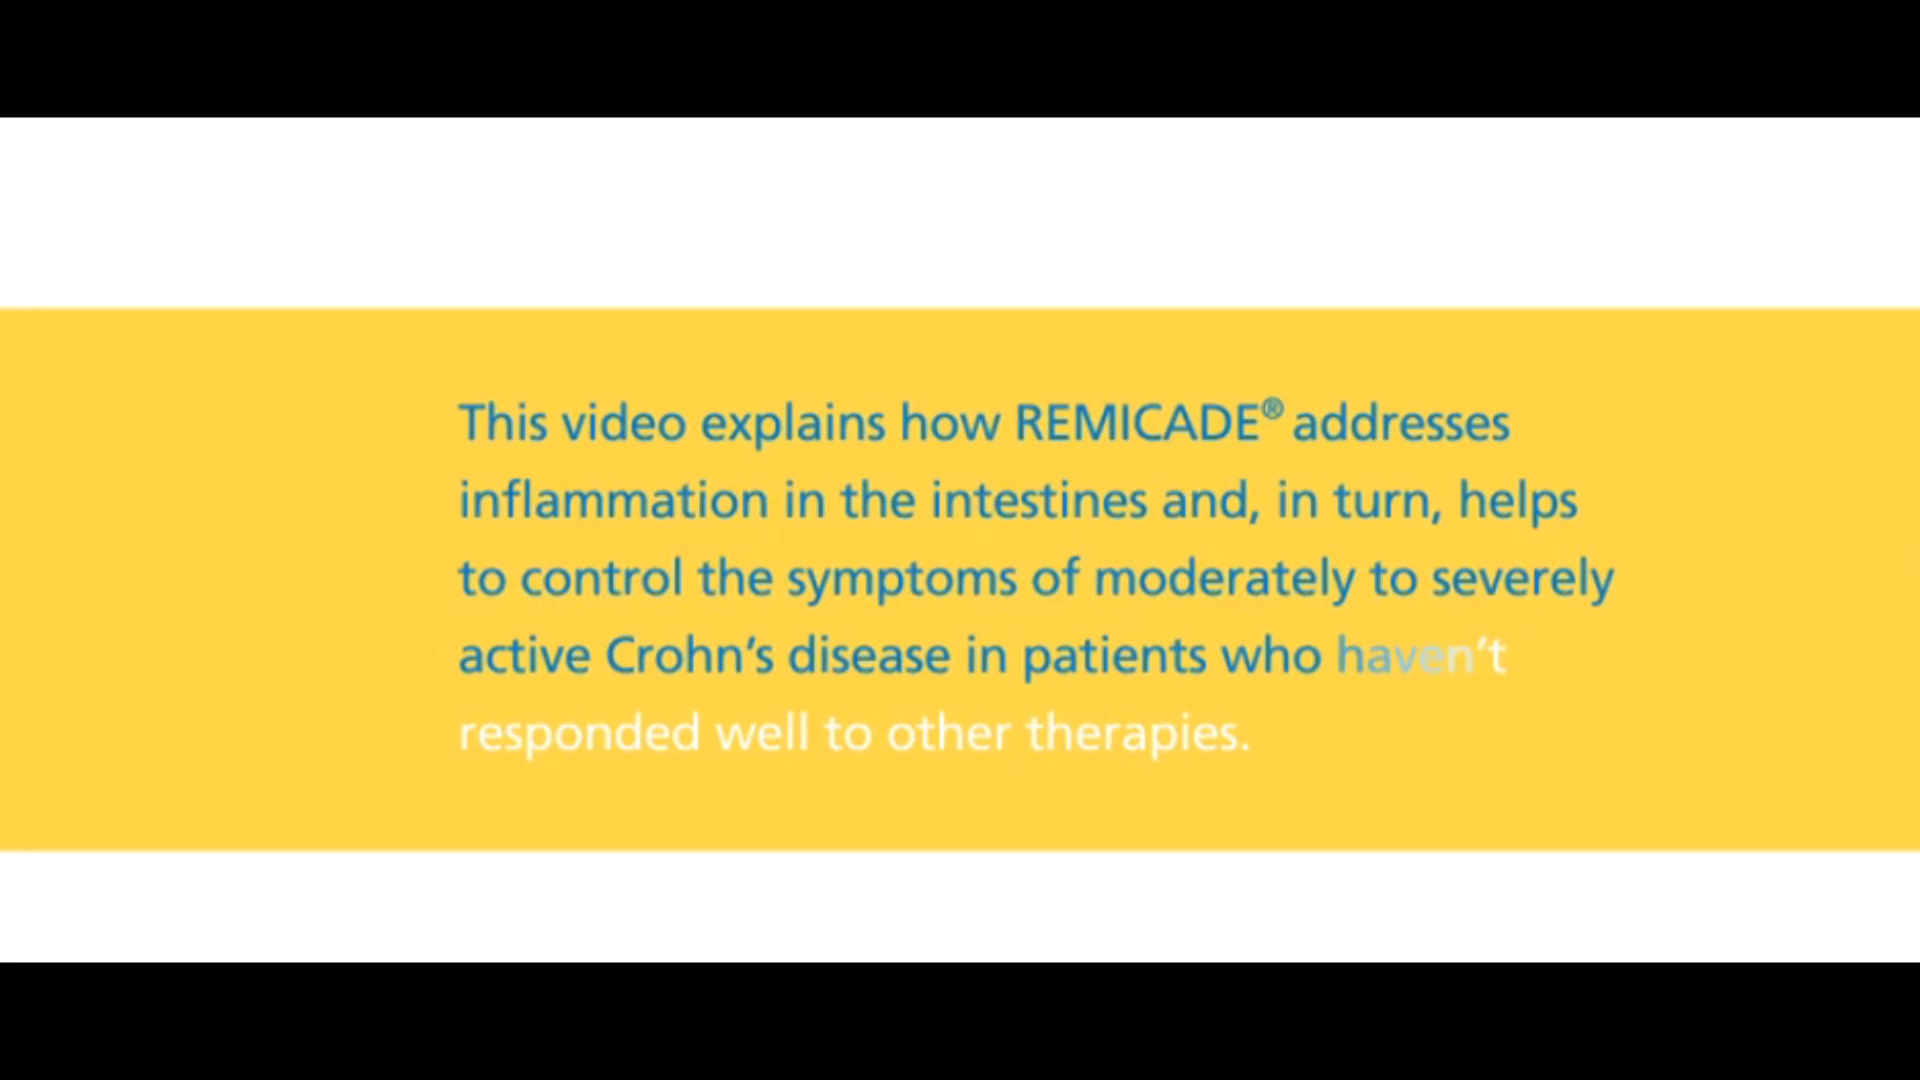 This video explains how REMICADE® addresses
inflammation in the intestines and, in turn, helps
to control the symptoms of moderately to severely
active Crohn’s disease in patients who haven’t
responded well to other therapies.